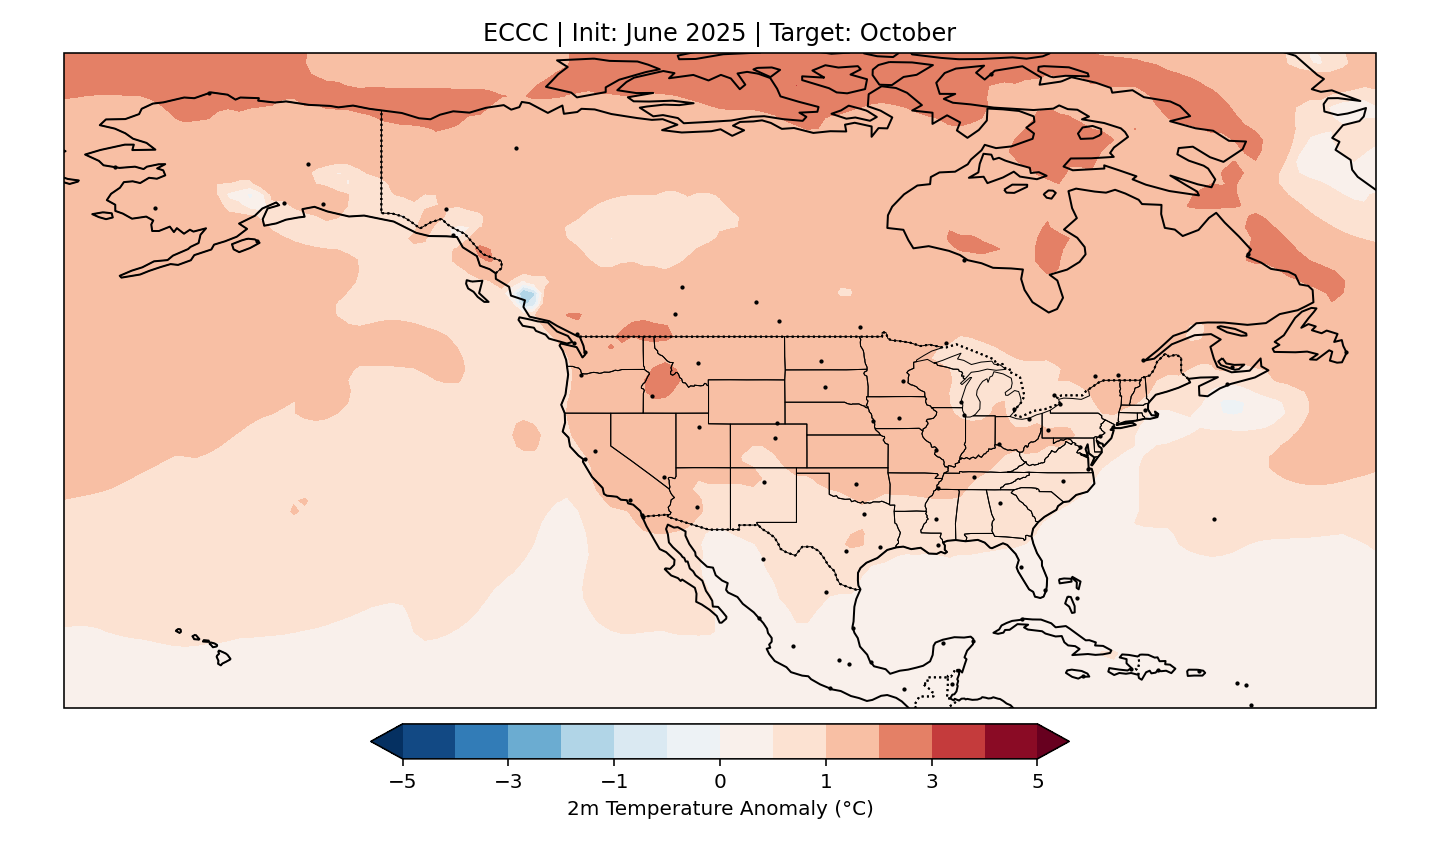 ECCC | Init: June 2025 | Target: October
−5 −3 −1 0 1 3 5
2m Temperature Anomaly (°C)